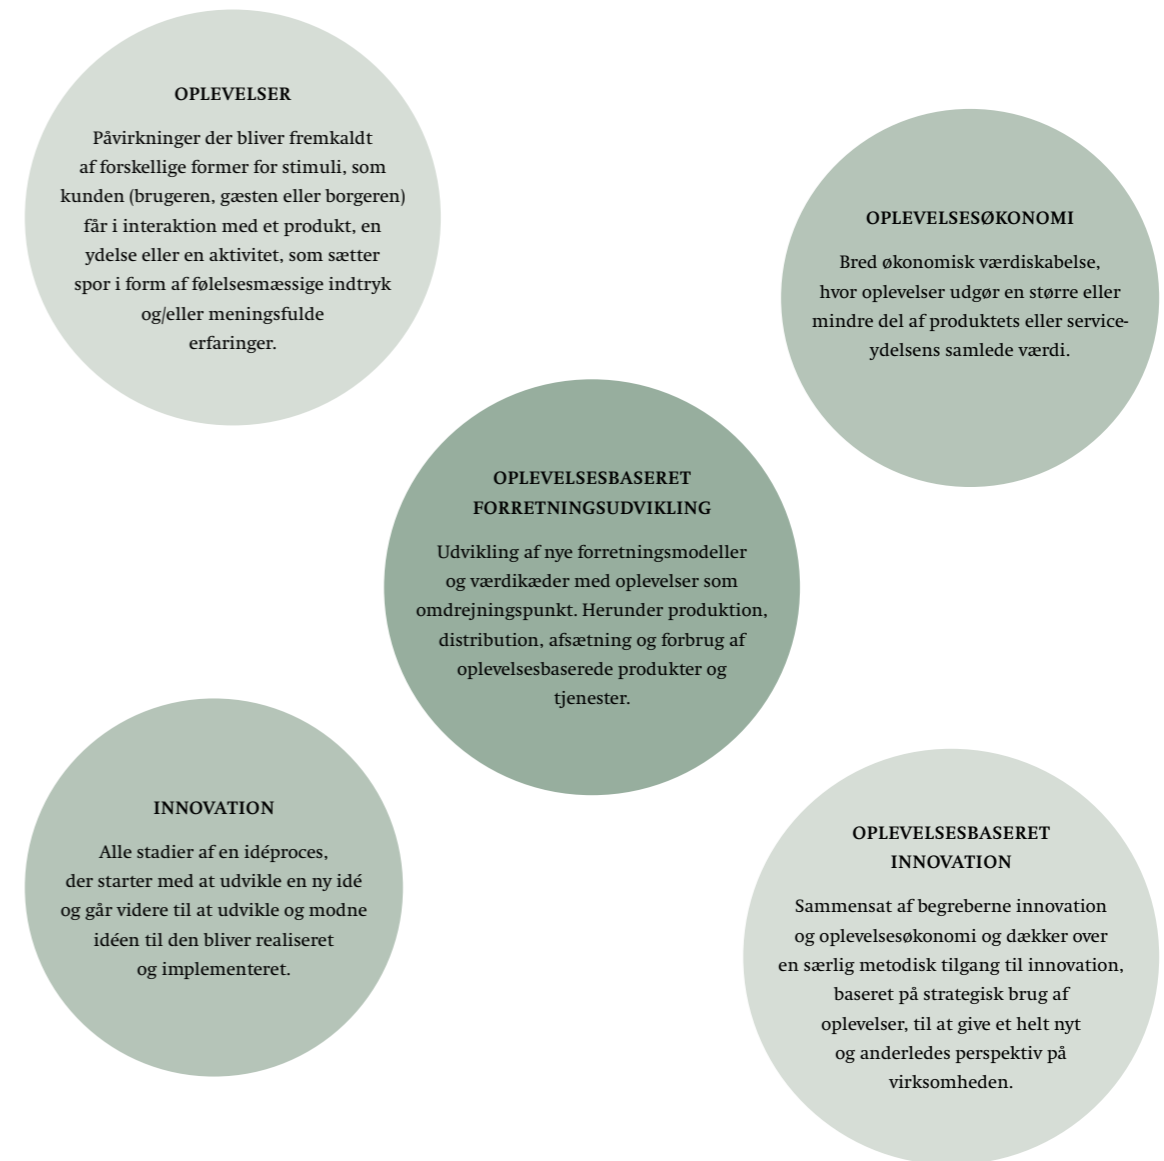 OPLEVELSER
Påvirkninger der bliver fremkaldt
af forskellige former for stimuli, som
kunden (brugeren, gæsten eller borgeren)
får i interaktion med et produkt, en
ydelse eller en aktivitet, som sætter
spor i form af følelsesmæssige indtryk
og/eller meningsfulde
erfaringer.
OPLEVELSESØKONOMI
Bred økonomisk værdiskabelse,
hvor oplevelser udgør en større eller
mindre del af produktets eller service-
ydelsens samlede værdi.
OPLEVELSESBASERET
FORRETNINGSUDVIKLING
Udvikling af nye forretningsmodeller
og værdikæder med oplevelser som
omdrejningspunkt. Herunder produktion,
distribution, afsætning og forbrug af
oplevelsesbaserede produkter og
tjenester.
INNOVATION
Alle stadier af en idéproces,
der starter med at udvikle en ny idé
og går videre til at udvikle og modne
idéen til den bliver realiseret
og implementeret.
OPLEVELSESBASERET
INNOVATION
Sammensat af begreberne innovation
og oplevelsesøkonomi og dækker over
en særlig metodisk tilgang til innovation,
baseret på strategisk brug af
oplevelser, til at give et helt nyt
og anderledes perspektiv på
virksomheden.